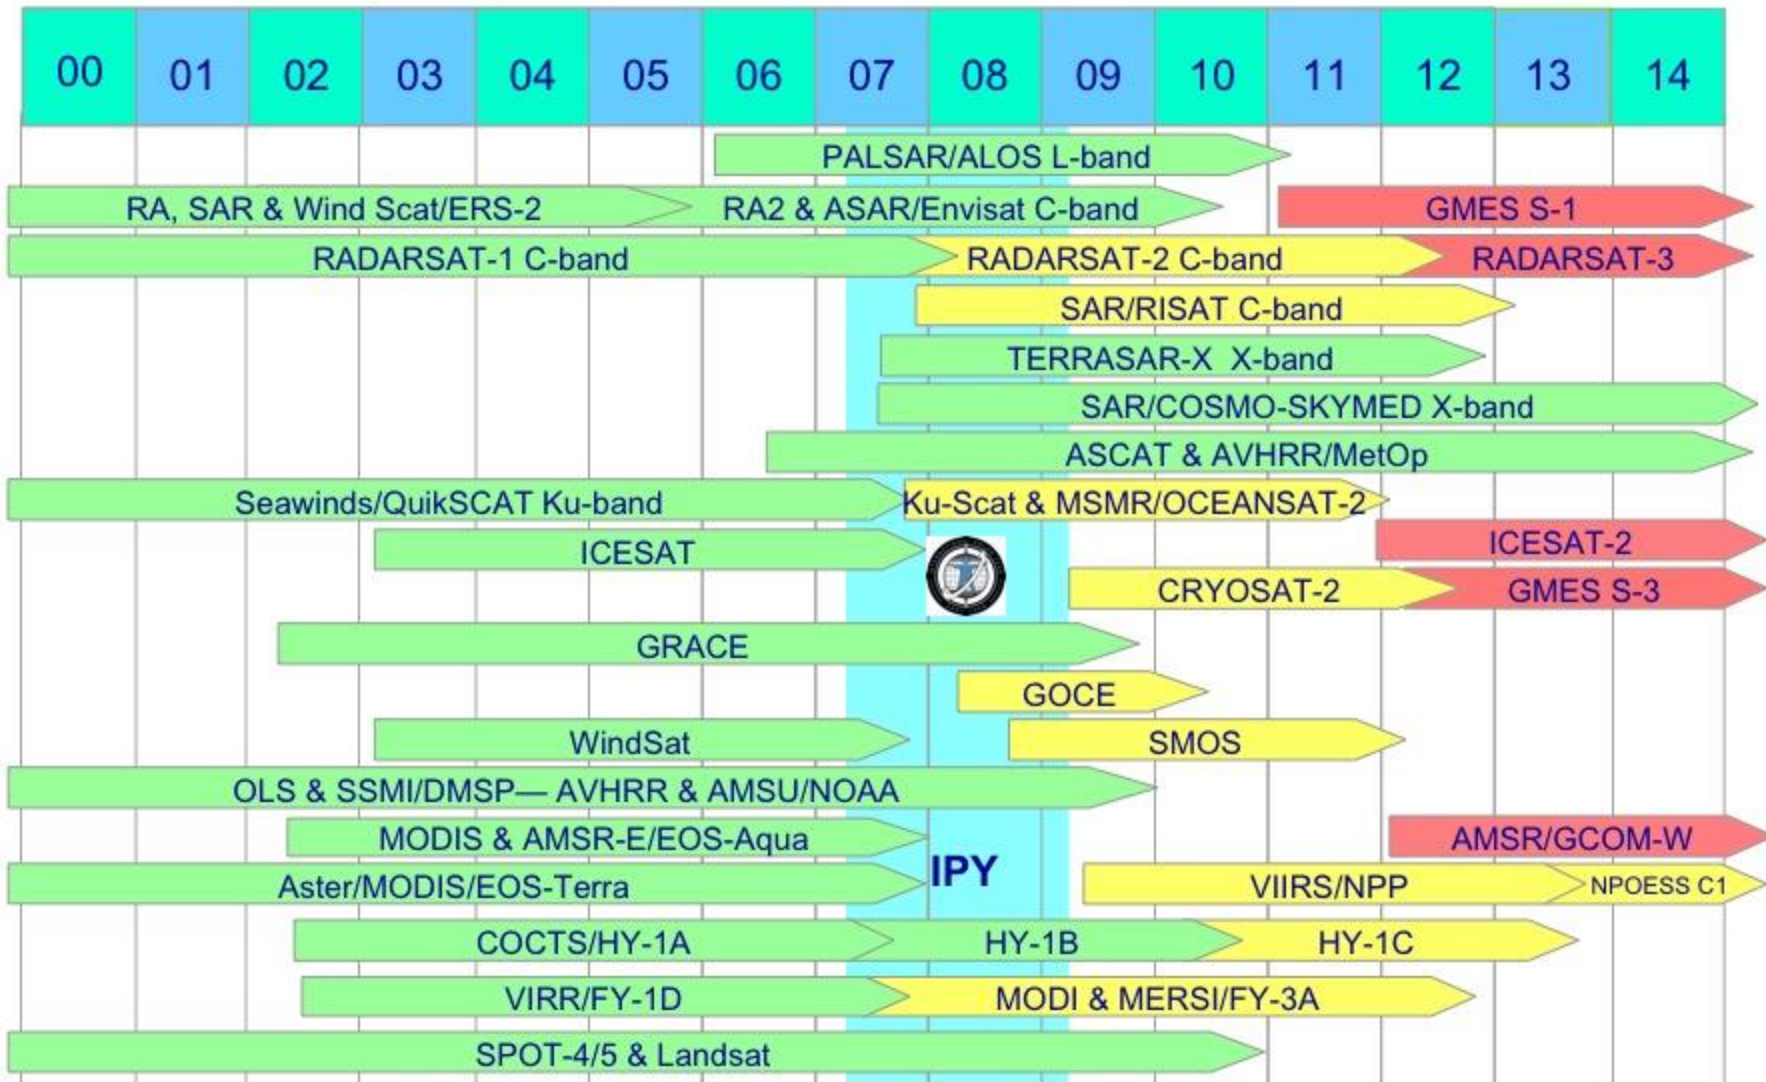 00 01 02 03 04 05 06 07 08 09 10 11 12 13 14
PALSAR/ALOS L-band
RA, SAR & Wind Scat/ERS-2 RA2 & ASAR/Envisat C-band GMES S-1
RADARSAT-1 C-band RADARSAT-2 C-band RADARSAT-3
SAR/RISAT C-band
TERRASAR-X X-band
SAR/COSMO-SKYMED X-band
ASCAT & AVHRR/MetOp
Seawinds/QuikSCAT Ku-band Ku-Scat & MSMR/OCEANSAT-2
ICESAT ICESAT-2
CRYOSAT-2 GMES S-3
GRACE
GOCE
WindSat SMOS
OLS & SSMI/DMSP— AVHRR & AMSU/NOAA
MODIS & AMSR-E/EOS-Aqua AMSR/GCOM-W
IPY
Aster/MODIS/EOS-Terra VIIRS/NPP NPOESS C1
COCTS/HY-1A HY-1B HY-1C
VIRR/FY-1D MODI & MERSI/FY-3A
SPOT-4/5 & Landsat